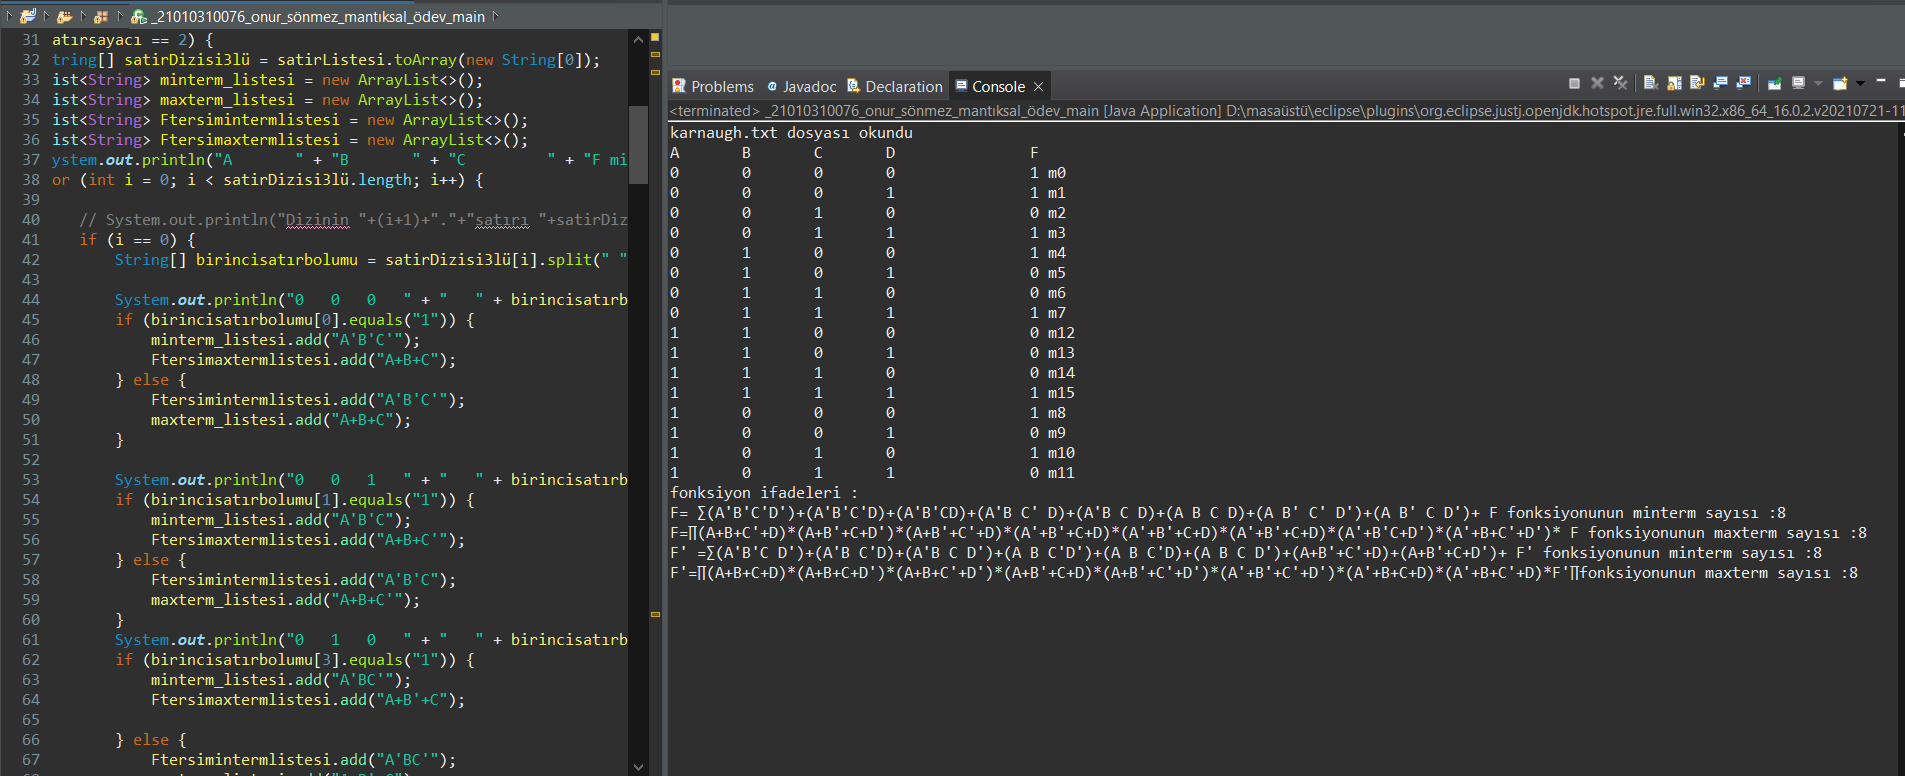 _21010310076_onur_sönmez_mantıksal_ödev_main
31 atırsayacı == 2) {
32 tring[] satirDizisi3lü = satirListesi.toArray(new String[0]);
33 ist<String> minterm_listesi = new ArrayList<>();
34 ist<String> maxterm_listesi = new ArrayList<>();
35 ist<String> Ftersimintermlistesi = new ArrayList<>();
36 ist<String> Ftersimaxtermlistesi = new ArrayList<>();
37 ystem.out.println("A " + "B " + "C " + "F mi
38 or (int i = 0; i < satirDizisi3lü.length; i++) {
39
40 // System.out.println("Dizinin "+(i+1)+"."+"satırı "+satirDiz
41 if (i == 0) {
42 String[] birincisatırbolumu = satirDizisi3lü[i].split(" "
43
44 System.out.println("0 0 0 " + " " + birincisatırb
45 if (birincisatırbolumu[0].equals("1")) {
46 minterm_listesi.add("A'B'C'");
47 Ftersimaxtermlistesi.add("A+B+C");
48 } else {
49 Ftersimintermlistesi.add("A'B'C'");
50 maxterm_listesi.add("A+B+C");
51 }
52
53 System.out.println("0 0 1 " + " " + birincisatırb
54 if (birincisatırbolumu[1].equals("1")) {
55 minterm_listesi.add("A'B'C");
56 Ftersimaxtermlistesi.add("A+B+C'");
57 } else {
58 Ftersimintermlistesi.add("A'B'C");
59 maxterm_listesi.add("A+B+C'");
60 }
61 System.out.println("0 1 0 " + " " + birincisatırb
62 if (birincisatırbolumu[3].equals("1")) {
63 minterm_listesi.add("A'BC'");
64 Ftersimaxtermlistesi.add("A+B'+C");
65
66 } else {
67 Ftersimintermlistesi.add("A'BC'");
Problems Javadoc Declaration Console
<terminated> _21010310076_onur_sönmez_mantıksal_ödev_main [Java Application] D:\masaüstü\eclipse\plugins\org.eclipse.justj.openjdk.hotspot.jre.full.win32.x86_64_16.0.2.v20210721-11
karnaugh.txt dosyası okundu
A B C D F
0 0 0 0 1 m0
0 0 0 1 1 m1
0 0 1 0 0 m2
0 0 1 1 1 m3
0 1 0 0 1 m4
0 1 0 1 0 m5
0 1 1 0 0 m6
0 1 1 1 1 m7
1 1 0 0 0 m12
1 1 0 1 0 m13
1 1 1 0 0 m14
1 1 1 1 1 m15
1 0 0 0 1 m8
1 0 0 1 0 m9
1 0 1 0 1 m10
1 0 1 1 0 m11
fonksiyon ifadeleri :
F= ∑(A'B'C'D')+(A'B'C'D)+(A'B'CD)+(A'B C' D)+(A'B C D)+(A B C D)+(A B' C' D')+(A B' C D')+ F fonksiyonunun minterm sayısı :8
F=∏(A+B+C'+D)*(A+B'+C+D')*(A+B'+C'+D)*(A'+B'+C+D)*(A'+B'+C+D)*(A'+B'+C+D)*(A'B'C+D')*(A'+B+C'+D')* F fonksiyonunun maxterm sayısı :8
F' =∑(A'B'C D')+(A'B C'D)+(A'B C D')+(A B C'D')+(A B C'D)+(A B C D')+(A+B'+C'+D)+(A+B'+C+D')+ F' fonksiyonunun minterm sayısı :8
F'=∏(A+B+C+D)*(A+B+C+D')*(A+B+C'+D')*(A+B'+C+D)*(A+B'+C'+D')*(A'+B'+C'+D')*(A'+B+C+D)*(A'+B+C'+D)*F'∏fonksiyonunun maxterm sayısı :8